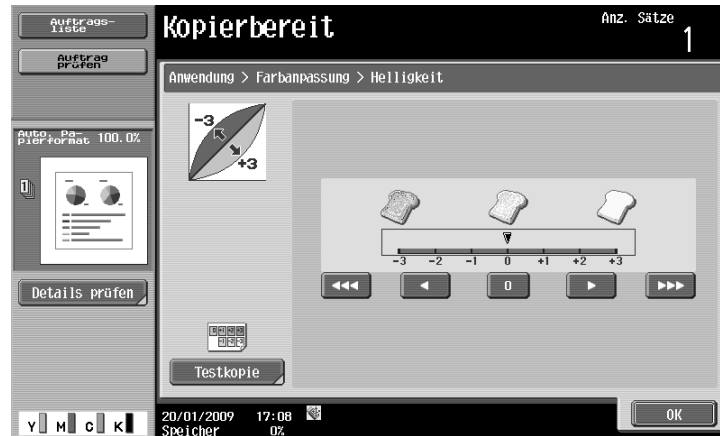 Auftrags-
liste
Kopierbereit
Anz. Sätze
1
Auftrag
prüfen
Anwendung > Farbanpassung > Helligkeit
Auto. Pa-
pierformat 100.0%
-3
+3
1
-3 -2 -1 0 +1 +2 +3
0
Details prüfen
Testkopie
OK
Y M C K
20/01/2009 17:08
Speicher 0%